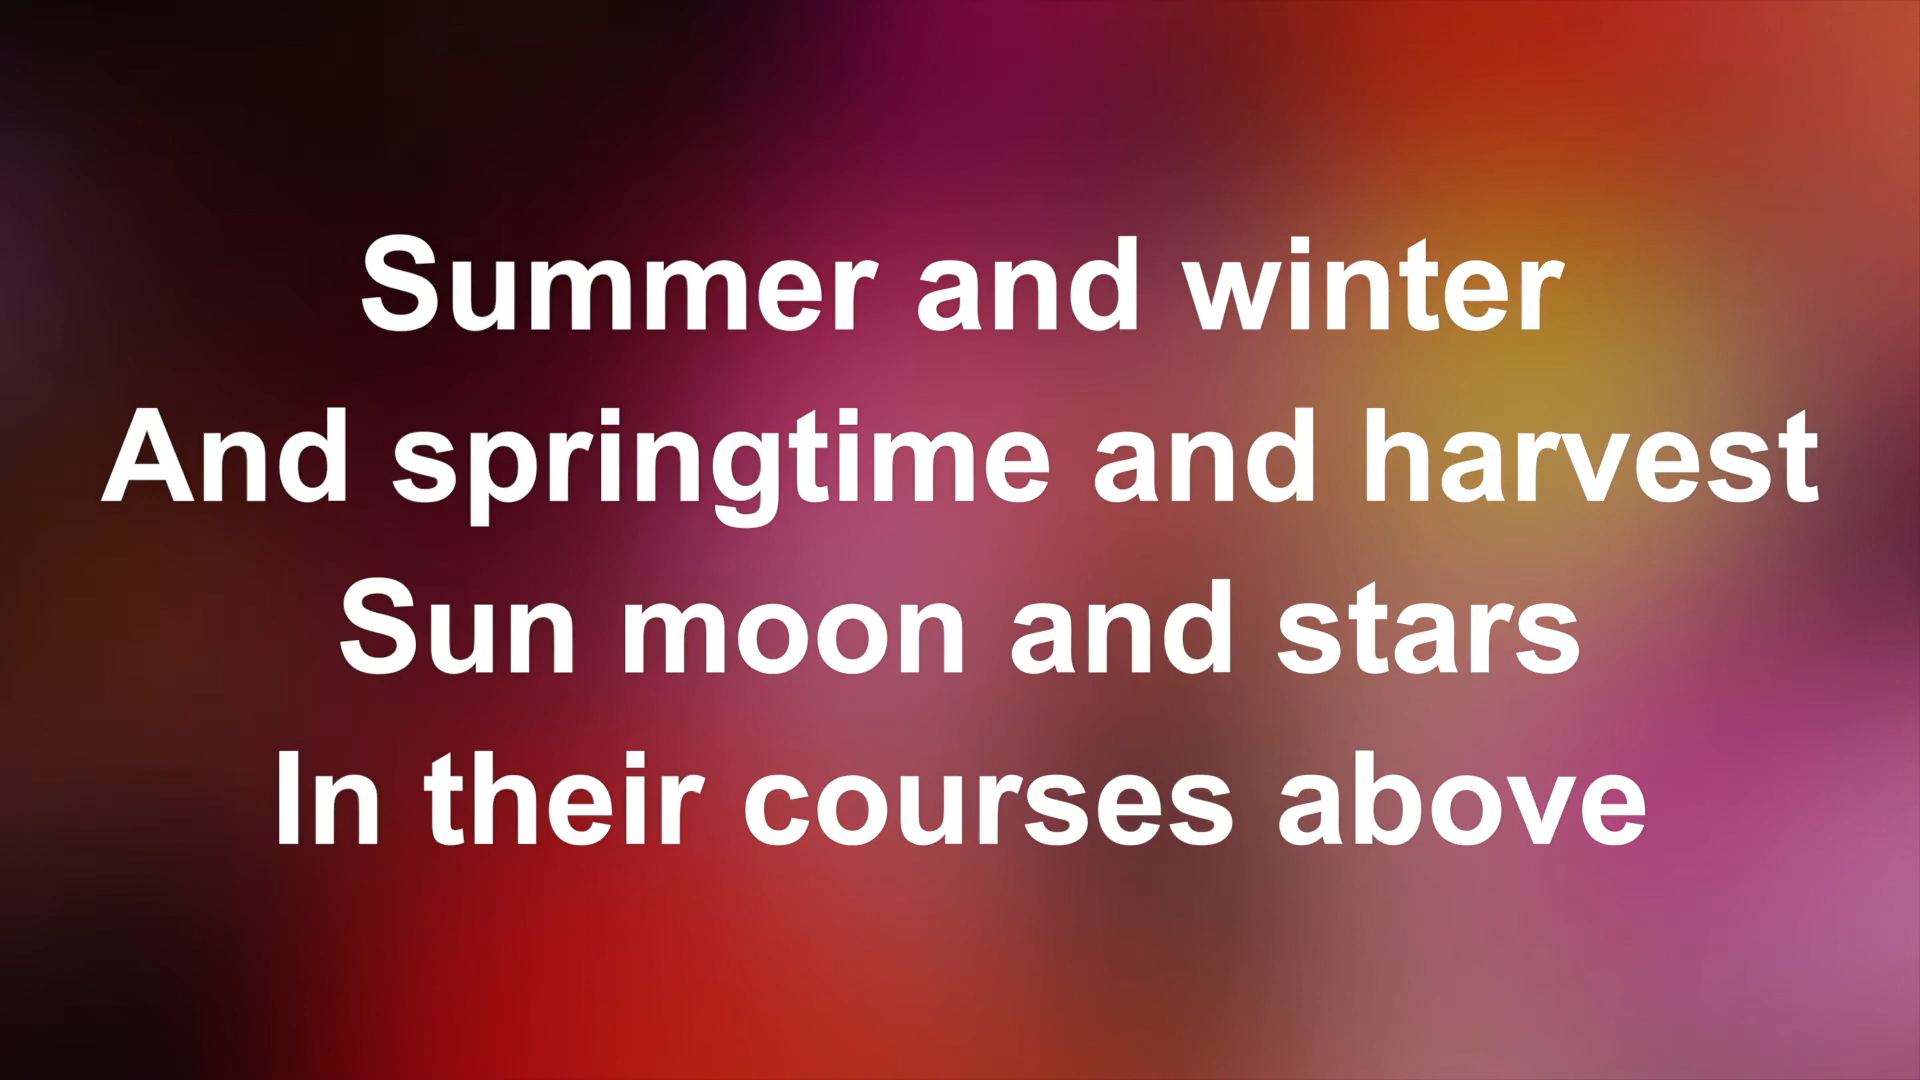 Summer and winter
And springtime and harvest
Sun moon and stars
In their courses above